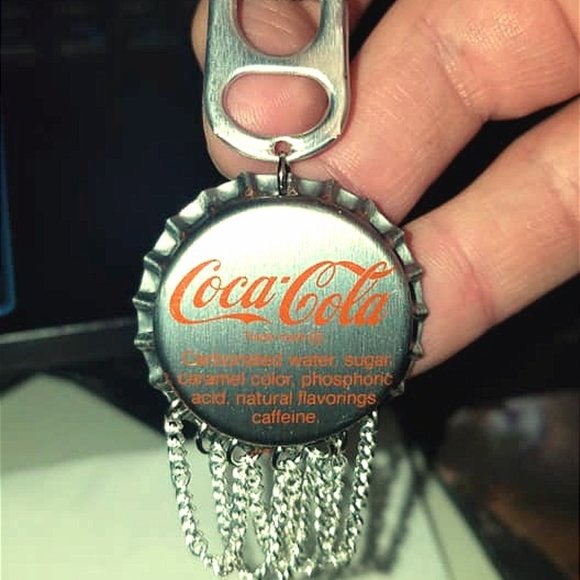 Coca-Cola
Carbonated water, sugar,
caramel color, phosphoric
acid, natural flavorings,
caffeine.